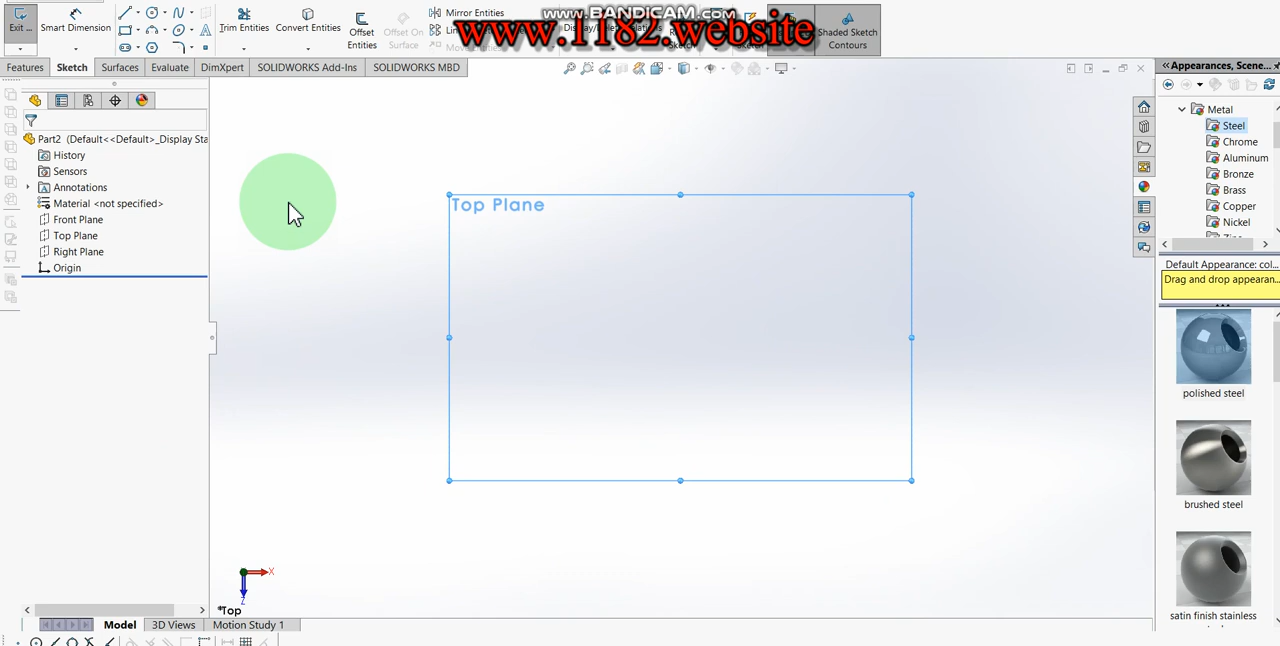 www.BANDICAM.com
www.1182.website
Exit ...
Smart Dimension
Trim Entities
Convert Entities
Offset
Entities
Offset On
Surface
Mirror Entities
Shaded Sketch
Contours
Features
Sketch
Surfaces
Evaluate
DimXpert
SOLIDWORKS Add-Ins
SOLIDWORKS MBD
Part2 (Default<<Default>_Display Sta
History
Sensors
Annotations
Material <not specified>
Front Plane
Top Plane
Right Plane
Origin
Top Plane
X
Z
*Top
Model
3D Views
Motion Study 1
Appearances, Scene...
Metal
Steel
Chrome
Aluminum
Bronze
Brass
Copper
Nickel
Default Appearance: col...
Drag and drop appearan...
polished steel
brushed steel
satin finish stainless